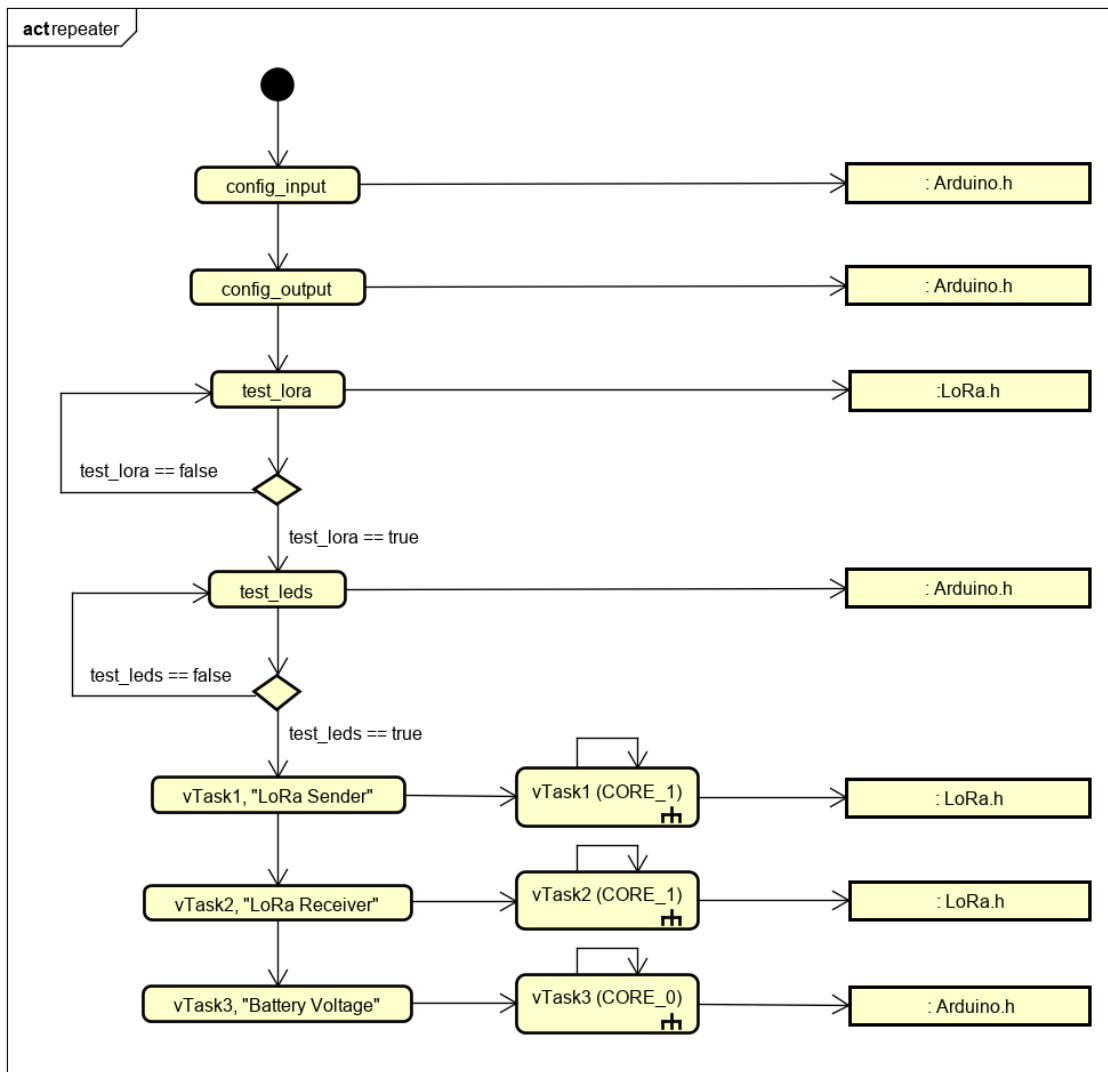 act repeater
config_input
: Arduino.h
config_output
: Arduino.h
test_lora
:LoRa.h
test_lora == false
test_lora == true
test_leds
: Arduino.h
test_leds == false
test_leds == true
vTask1, "LoRa Sender"
vTask1 (CORE_1)
: LoRa.h
vTask2, "LoRa Receiver"
vTask2 (CORE_1)
: LoRa.h
vTask3, "Battery Voltage"
vTask3 (CORE_0)
: Arduino.h